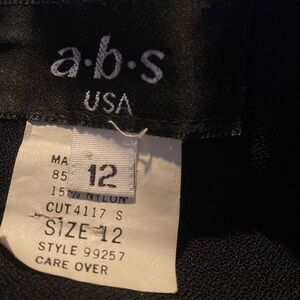 a·b·s
USA
12
MA
85
15% NYLON
CUT 4117 S
SIZE 12
STYLE 99257
CARE OVER